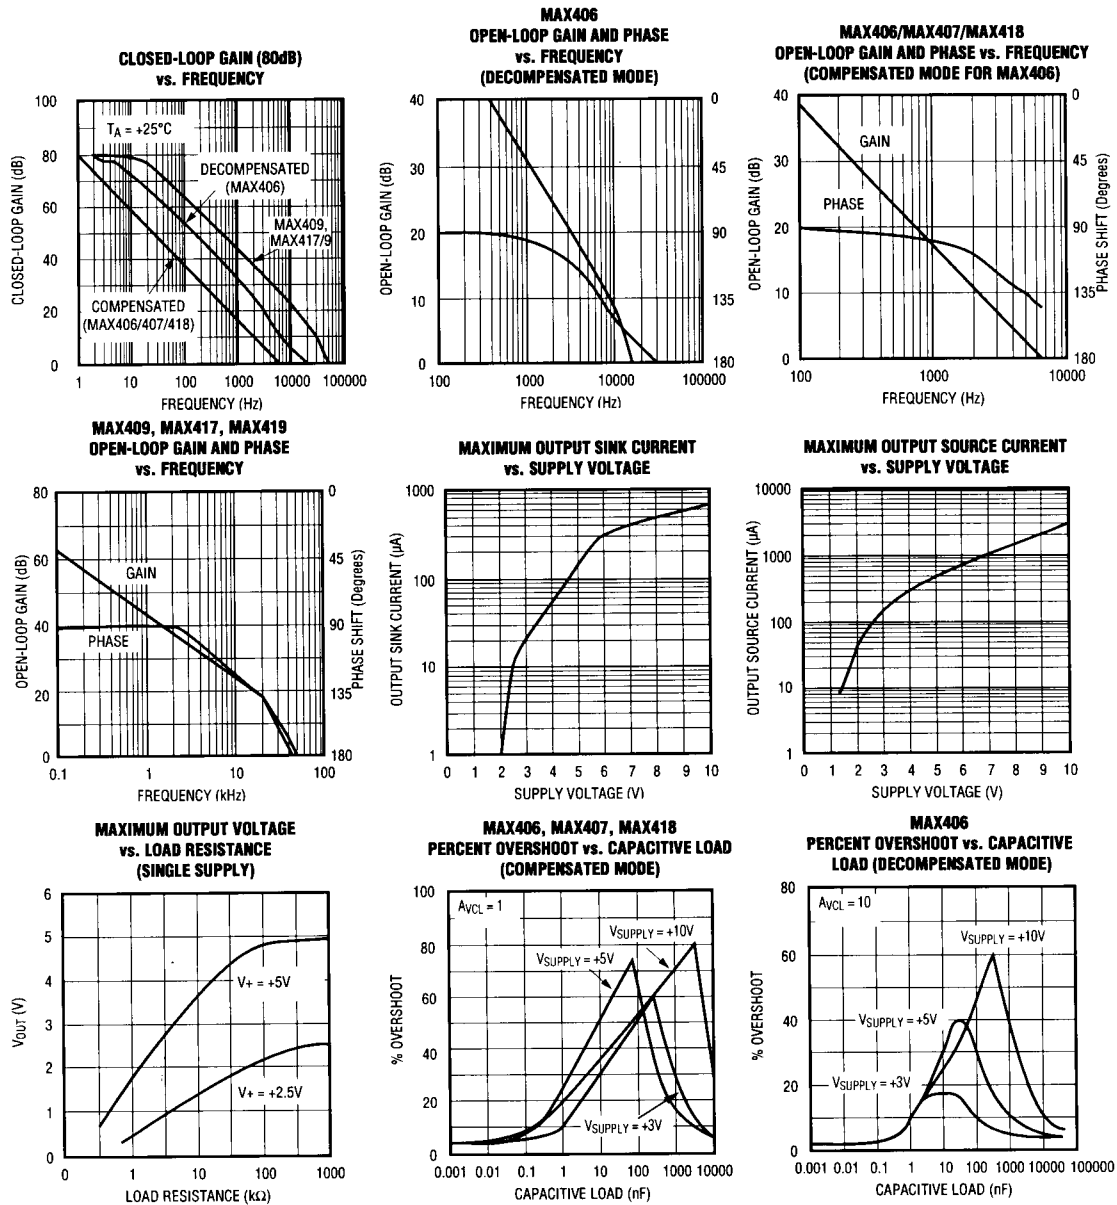 CLOSED-LOOP GAIN (80dB)
vs. FREQUENCY
CLOSED-LOOP GAIN (dB)
100
80
60
40
20
0
TA = +25°C
DECOMPENSATED
(MAX406)
MAX409,
MAX417/9
COMPENSATED
(MAX406/407/418)
1 10 100 1000 10000 100000
FREQUENCY (Hz)
MAX406
OPEN-LOOP GAIN AND PHASE
vs. FREQUENCY
(DECOMPENSATED MODE)
OPEN-LOOP GAIN (dB)
40
30
20
10
0
0
45
90
135
180
100 1000 10000 100000
FREQUENCY (Hz)
MAX406/MAX407/MAX418
OPEN-LOOP GAIN AND PHASE vs. FREQUENCY
(COMPENSATED MODE FOR MAX406)
OPEN-LOOP GAIN (dB)
40
30
20
10
0
GAIN
PHASE
0
45
90
135
180
PHASE SHIFT (Degrees)
100 1000 10000
FREQUENCY (Hz)
MAX409, MAX417, MAX419
OPEN-LOOP GAIN AND PHASE
vs. FREQUENCY
OPEN-LOOP GAIN (dB)
80
60
40
20
0
GAIN
PHASE
0
45
90
135
180
PHASE SHIFT (Degrees)
0.1 1 10 100
FREQUENCY (kHz)
MAXIMUM OUTPUT SINK CURRENT
vs. SUPPLY VOLTAGE
OUTPUT SINK CURRENT (µA)
1000
100
10
1
0 1 2 3 4 5 6 7 8 9 10
SUPPLY VOLTAGE (V)
MAXIMUM OUTPUT SOURCE CURRENT
vs. SUPPLY VOLTAGE
OUTPUT SOURCE CURRENT (µA)
10000
1000
100
10
1
0 1 2 3 4 5 6 7 8 9 10
SUPPLY VOLTAGE (V)
MAXIMUM OUTPUT VOLTAGE
vs. LOAD RESISTANCE
(SINGLE SUPPLY)
VOUT (V)
6
5
4
3
2
1
0
V+ = +5V
V+ = +2.5V
0 1 10 100 1000
LOAD RESISTANCE (kΩ)
MAX406, MAX407, MAX418
PERCENT OVERSHOOT vs. CAPACITIVE LOAD
(COMPENSATED MODE)
% OVERSHOOT
100
80
60
40
20
0
AVCL = 1
VSUPPLY = +10V
VSUPPLY = +5V
VSUPPLY = +3V
0.001 0.01 0.1 1 10 100 1000 10000
CAPACITIVE LOAD (nF)
MAX406
PERCENT OVERSHOOT vs. CAPACITIVE
LOAD (DECOMPENSATED MODE)
% OVERSHOOT
80
60
40
20
0
AVCL = 10
VSUPPLY = +10V
VSUPPLY = +5V
VSUPPLY = +3V
0.001 0.01 0.1 1 10 100 1000 10000 100000
CAPACITIVE LOAD (nF)